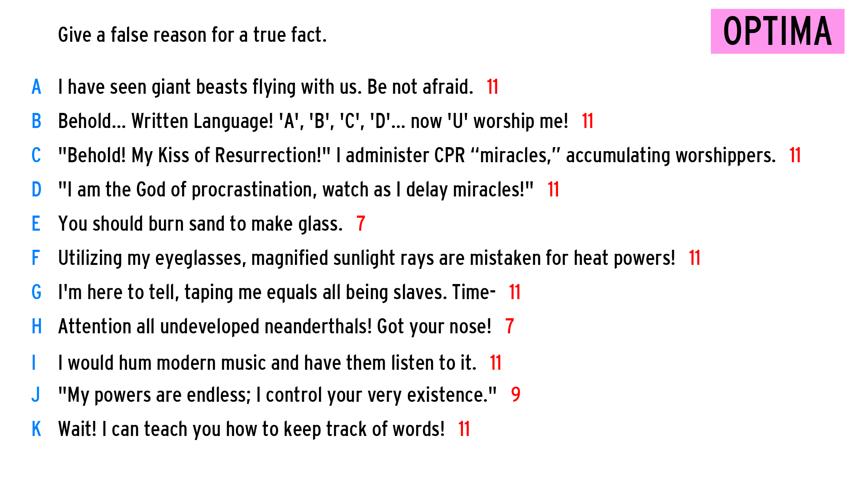 Give a false reason for a true fact.
OPTIMA
A I have seen giant beasts flying with us. Be not afraid. 11
B Behold... Written Language! 'A', 'B', 'C', 'D'... now 'U' worship me! 11
C "Behold! My Kiss of Resurrection!" I administer CPR “miracles,” accumulating worshippers. 11
D "I am the God of procrastination, watch as I delay miracles!" 11
E You should burn sand to make glass. 7
F Utilizing my eyeglasses, magnified sunlight rays are mistaken for heat powers! 11
G I'm here to tell, taping me equals all being slaves. Time- 11
H Attention all undeveloped neanderthals! Got your nose! 7
I I would hum modern music and have them listen to it. 11
J "My powers are endless; I control your very existence." 9
K Wait! I can teach you how to keep track of words! 11